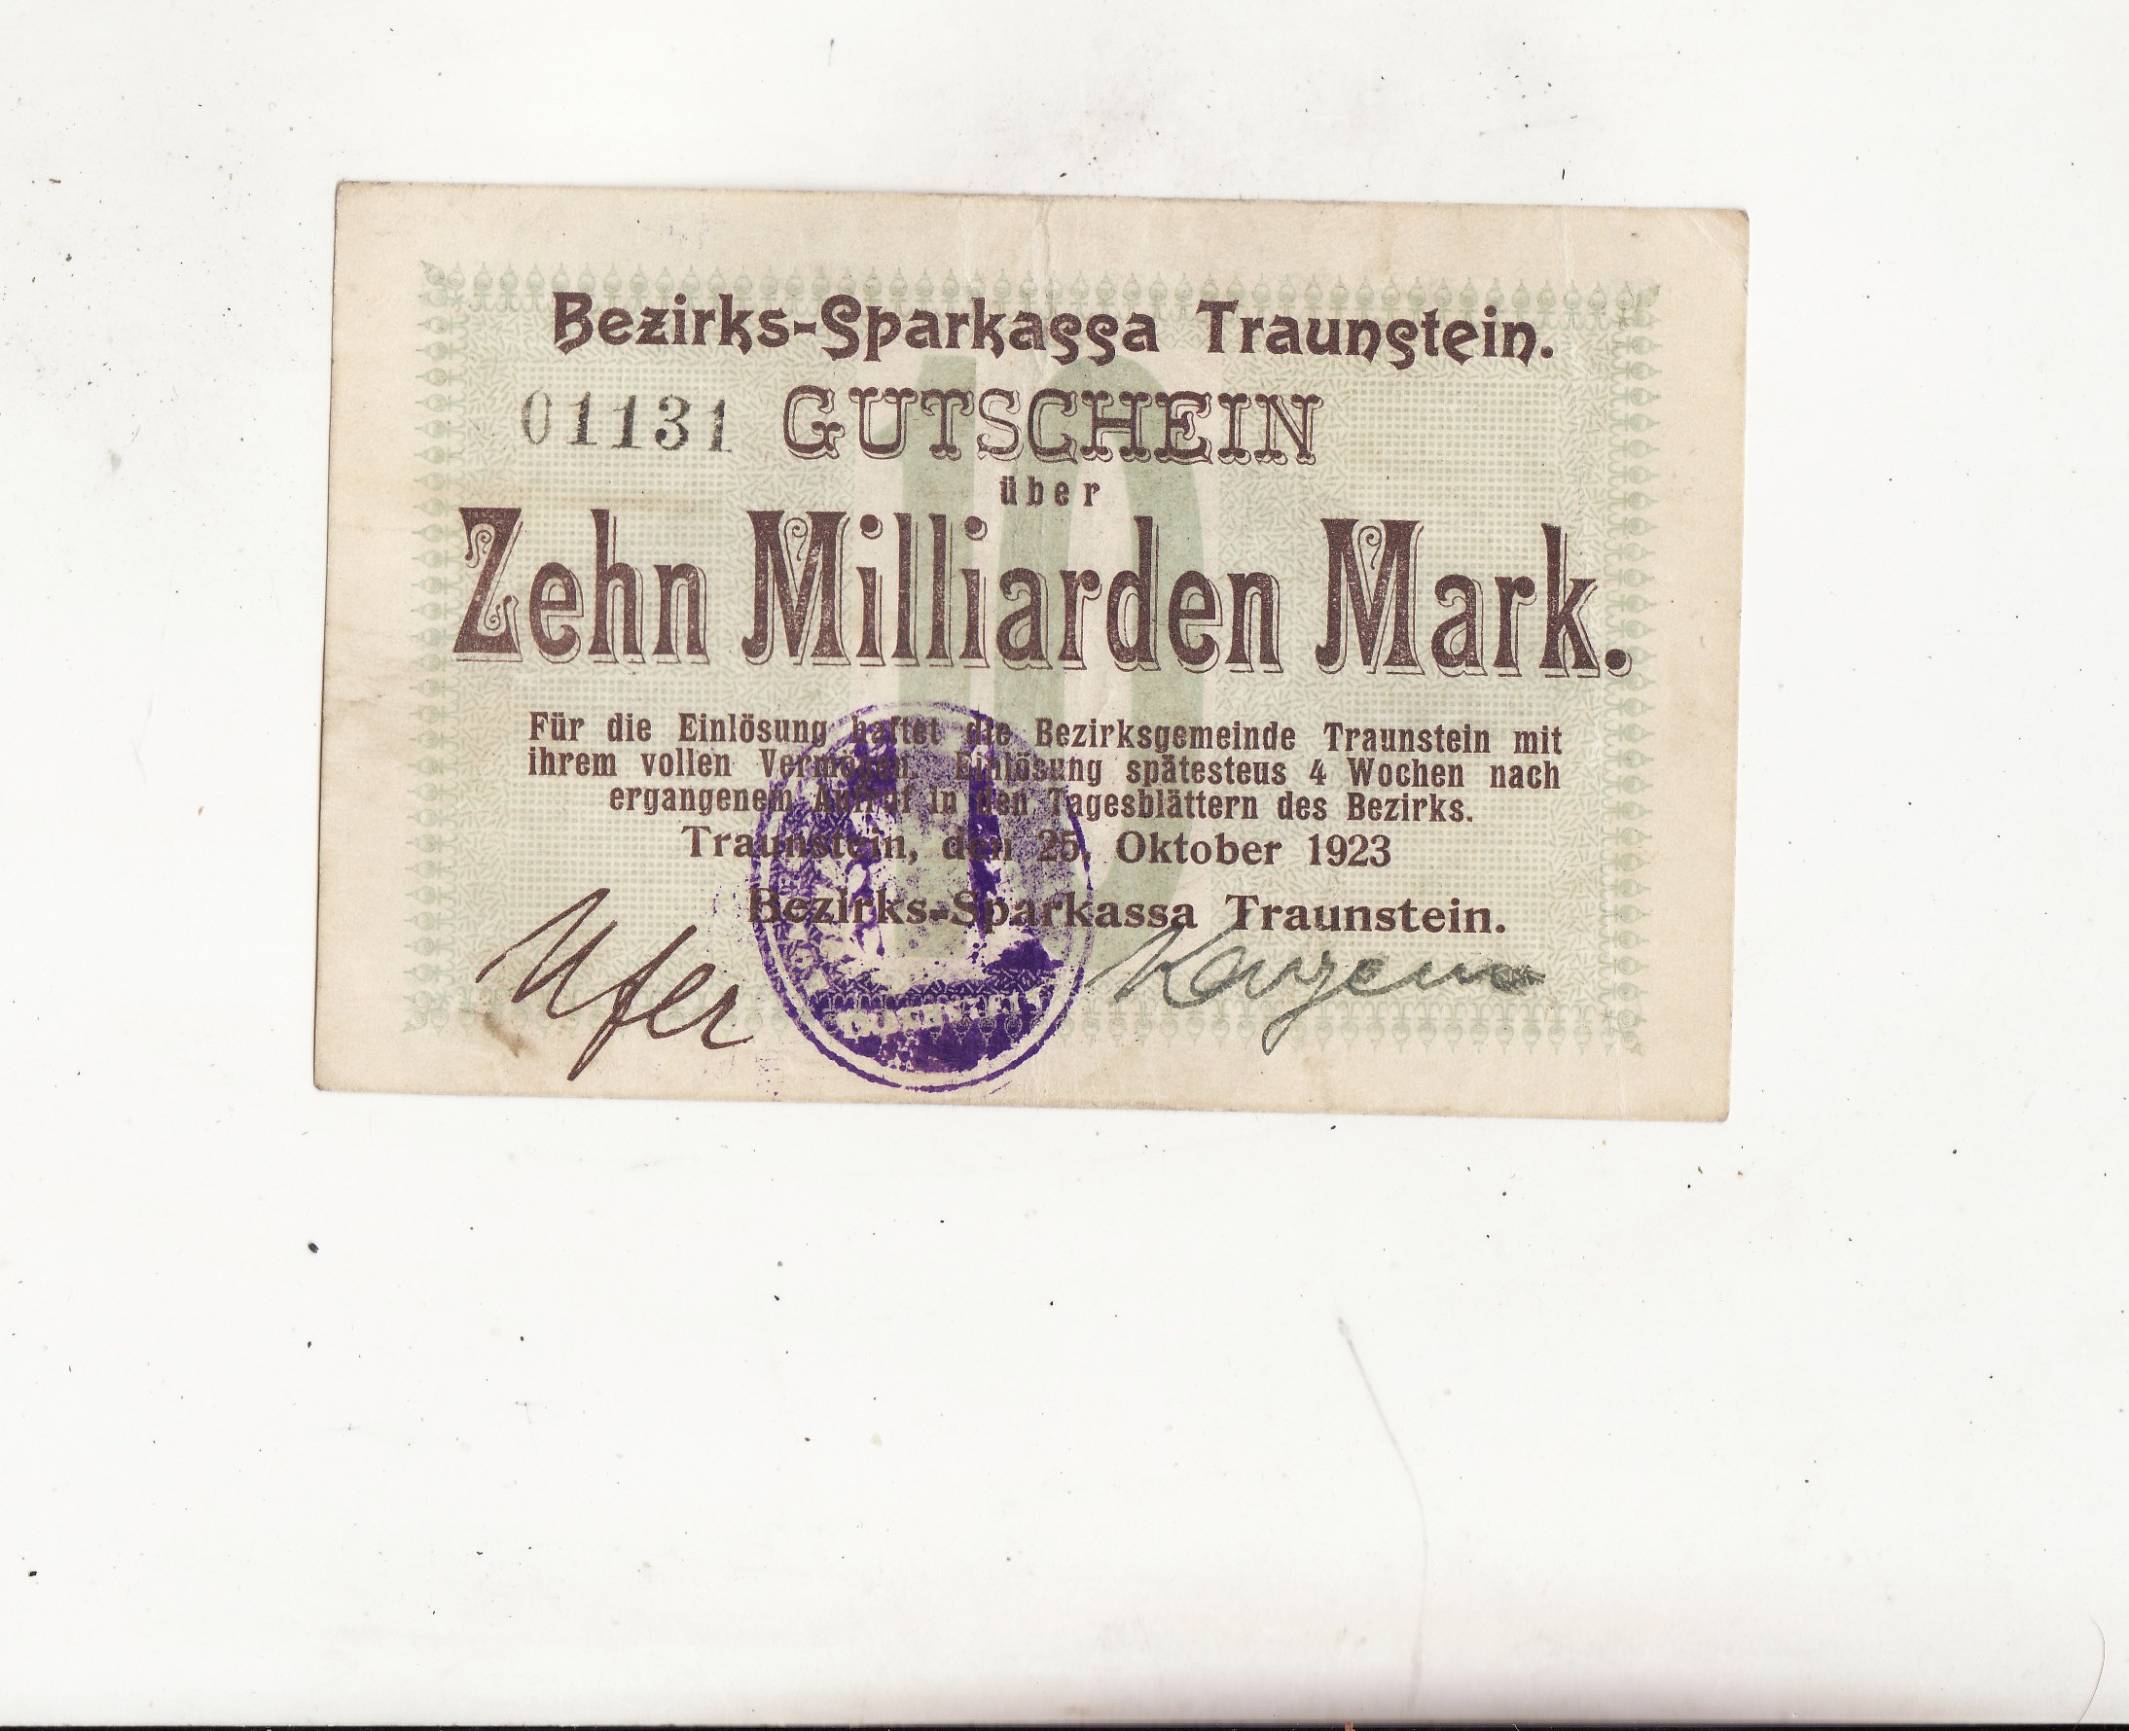 Bezirks-Sparkassa Traunstein.
01131 GUTSCHEIN
über
Zehn Milliarden Mark.
Für die Einlösung haftet die Bezirksgemeinde Traunstein mit
ihrem vollen Vermögen. Einlösung spätesteus 4 Wochen nach
ergangenem Aufruf in den Tagesblättern des Bezirks.
Traunstein, den 25. Oktober 1923
Bezirks-Sparkassa Traunstein.
Ufer
10